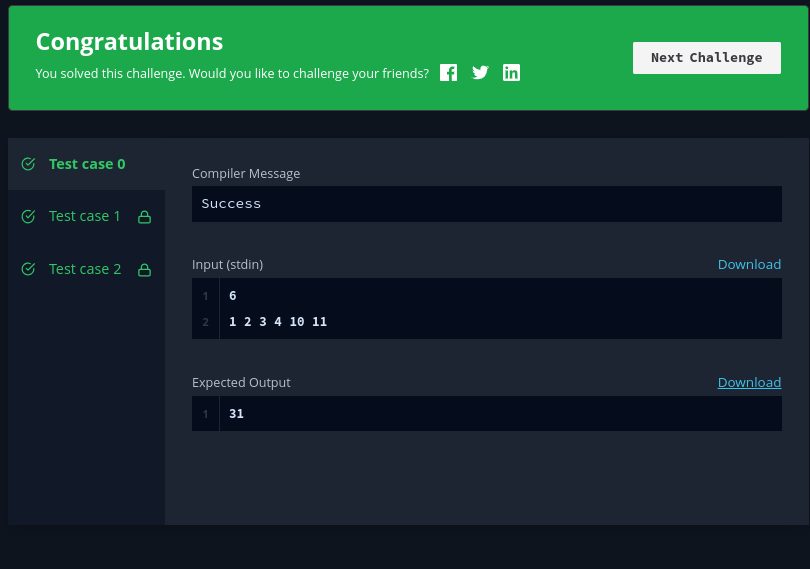 Congratulations
You solved this challenge. Would you like to challenge your friends?
Next Challenge
Test case 0
Test case 1
Test case 2
Compiler Message
Success
Input (stdin)
Download
1 6
2 1 2 3 4 10 11
Expected Output
Download
1 31